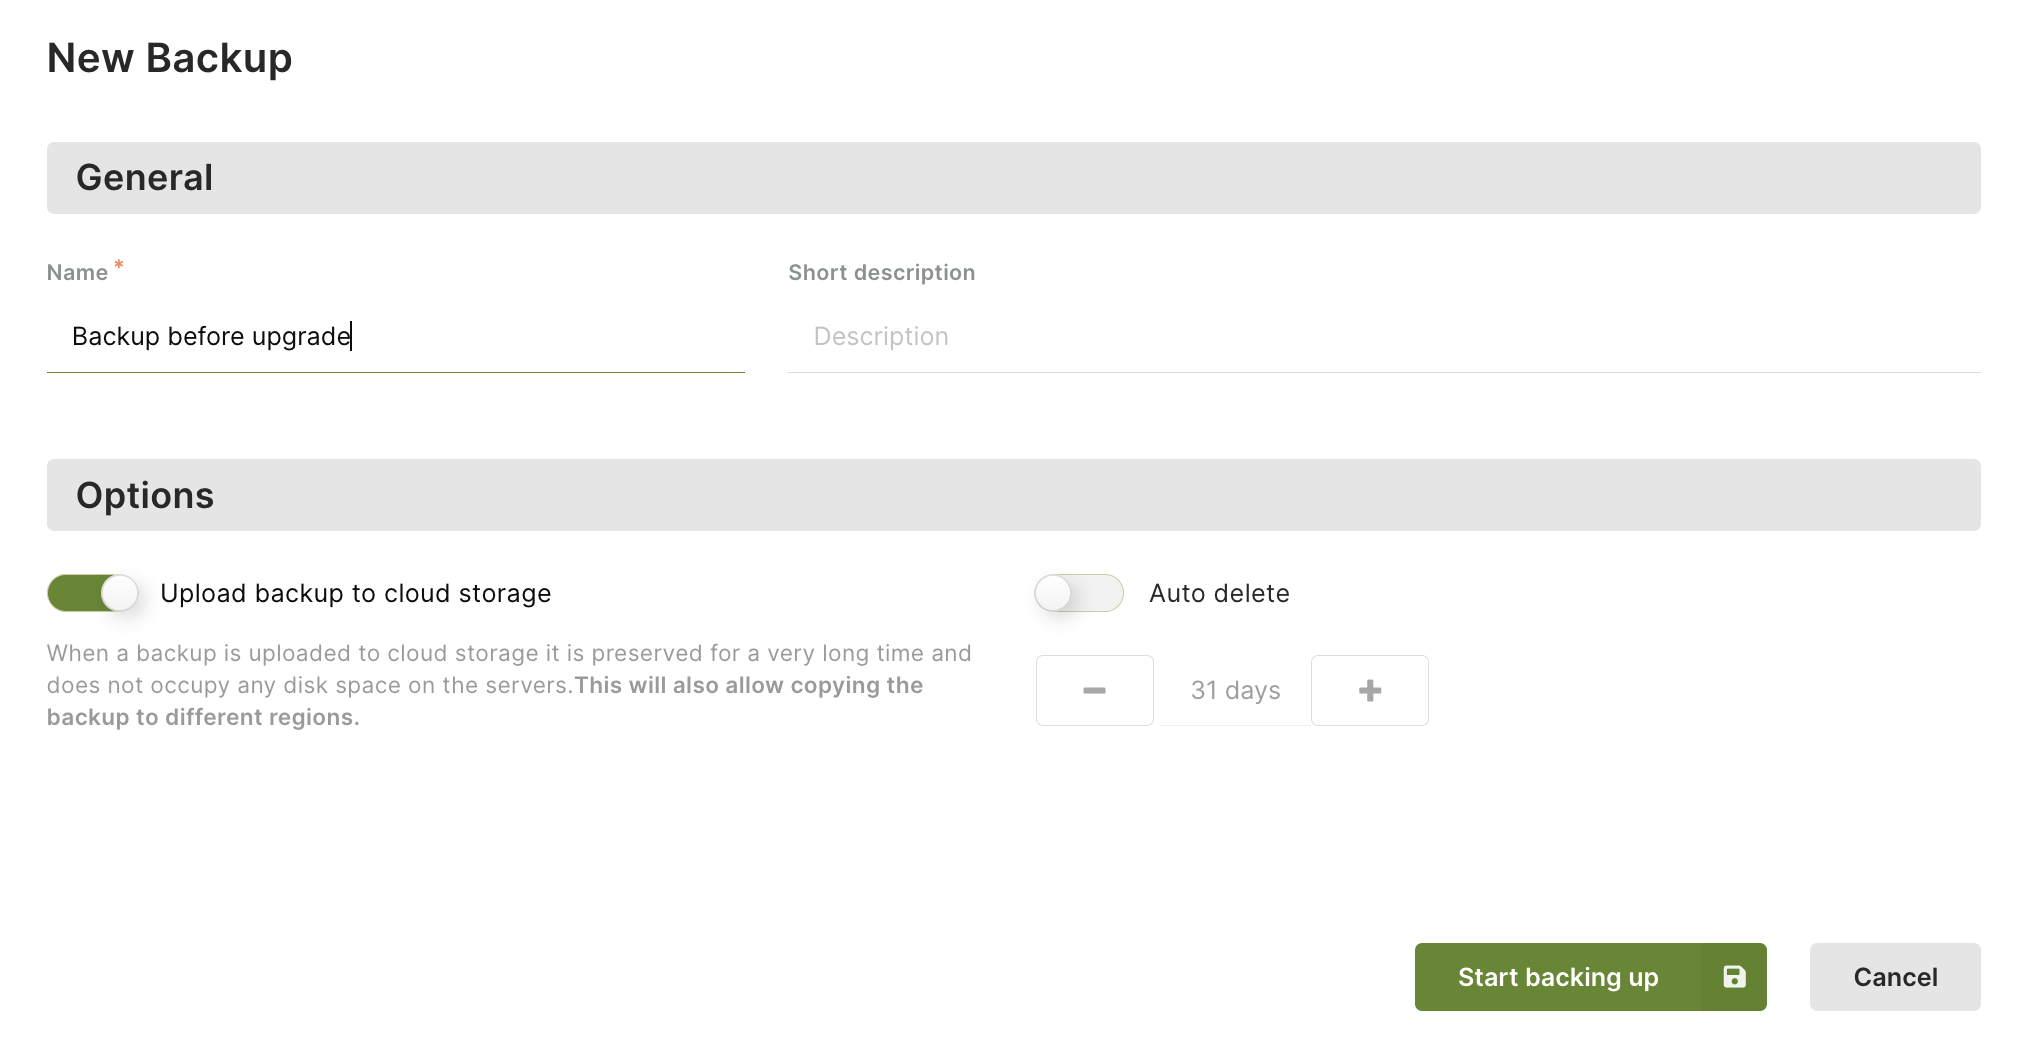 New Backup
General
Name *
Short description
Backup before upgrade
Description
Options
Upload backup to cloud storage
Auto delete
When a backup is uploaded to cloud storage it is preserved for a very long time and
does not occupy any disk space on the servers.This will also allow copying the
backup to different regions.
31 days
Start backing up
Cancel